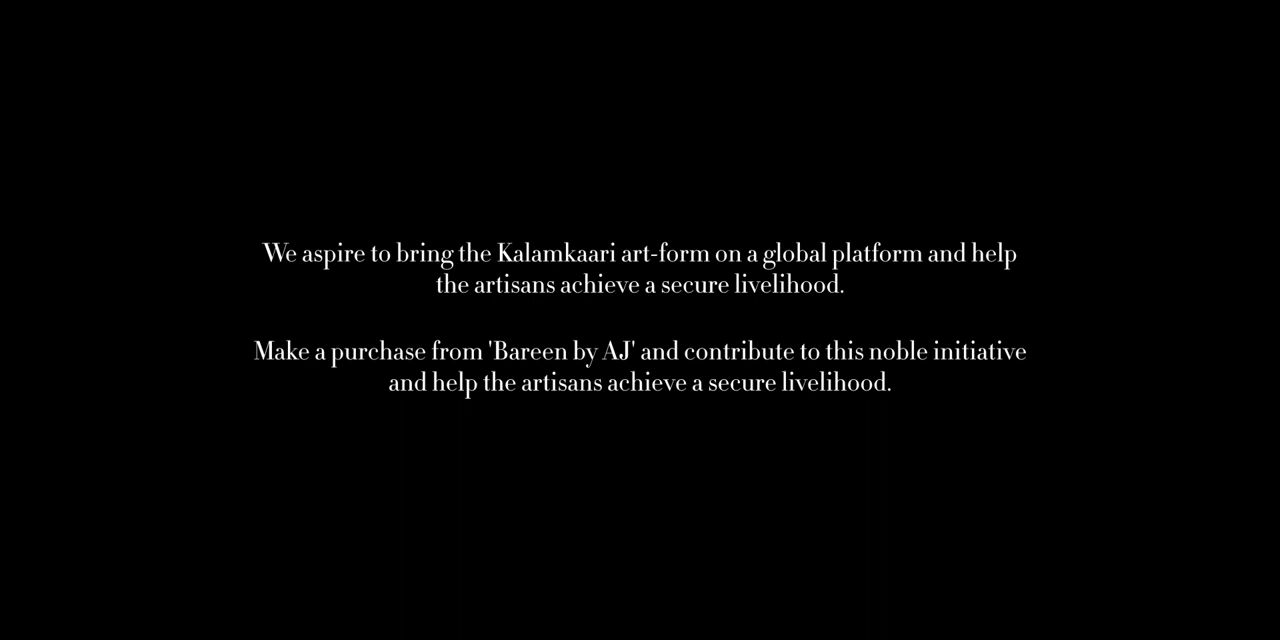 We aspire to bring the Kalamkaari art-form on a global platform and help
the artisans achieve a secure livelihood.
Make a purchase from 'Bareen by AJ' and contribute to this noble initiative
and help the artisans achieve a secure livelihood.